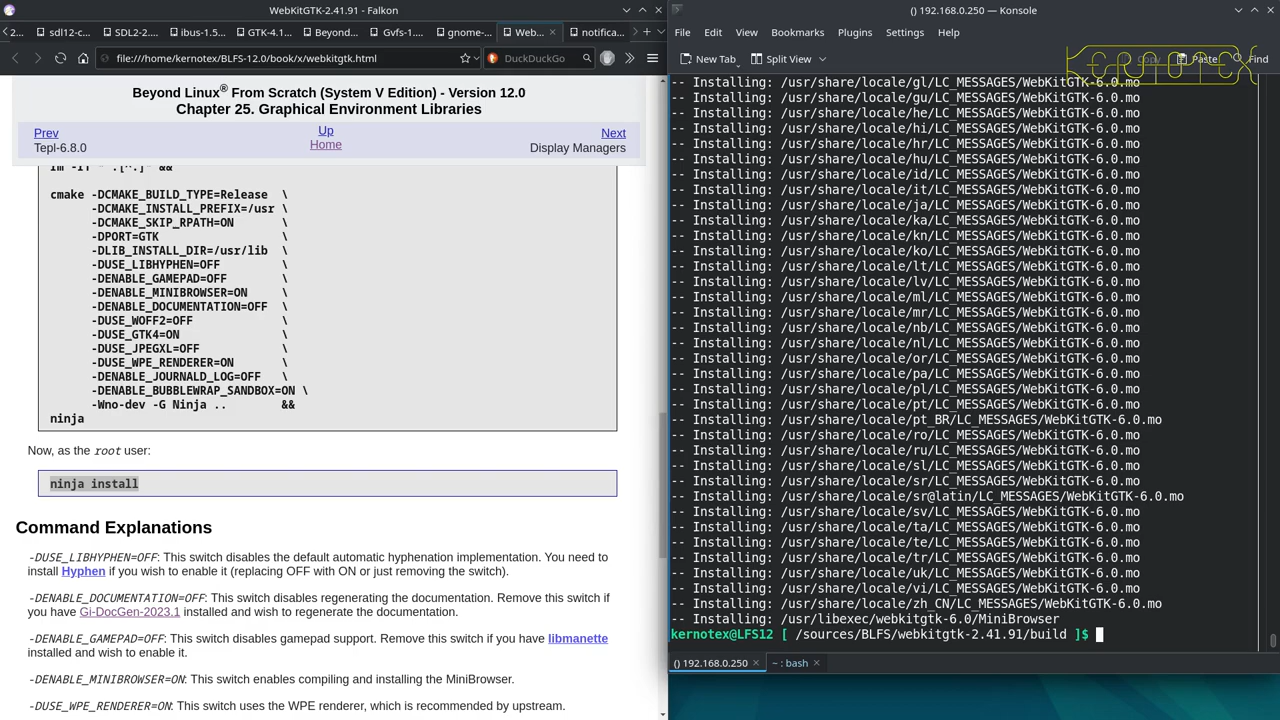 WebKitGTK-2.41.91 - Falkon
2...
sdl12-c...
SDL2-2....
ibus-1.5...
GTK-4.1...
Beyond...
Gvfs-1....
gnome-...
Web...
notifica...
file:///home/kernotex/BLFS-12.0/x/webkitgtk.html
DuckDuckGo
Beyond Linux® From Scratch (System V Edition) - Version 12.0
Chapter 25. Graphical Environment Libraries
Prev
Up
Next
Tepl-6.8.0
Home
Display Managers
cmake -DCMAKE_BUILD_TYPE=Release \
-DCMAKE_INSTALL_PREFIX=/usr \
-DCMAKE_SKIP_RPATH=ON \
-DPORT=GTK \
-DLIB_INSTALL_DIR=/usr/lib \
-DUSE_LIBHYPHEN=OFF \
-DENABLE_GAMEPAD=OFF \
-DENABLE_MINIBROWSER=ON \
-DENABLE_DOCUMENTATION=OFF \
-DUSE_WOFF2=OFF \
-DUSE_GTK4=ON \
-DUSE_JPEGXL=OFF \
-DUSE_WPE_RENDERER=ON \
-DENABLE_JOURNALD_LOG=OFF \
-DENABLE_BUBBLEWRAP_SANDBOX=ON \
-Wno-dev -G Ninja .. &&
ninja
Now, as the root user:
ninja install
Command Explanations
-DUSE_LIBHYPHEN=OFF: This switch disables the default automatic hyphenation implementation. You need to
install Hyphen if you wish to enable it (replacing OFF with ON or just removing the switch).
-DENABLE_DOCUMENTATION=OFF: This switch disables regenerating the documentation. Remove this switch if
you have Gi-DocGen-2023.1 installed and wish to regenerate the documentation.
-DENABLE_GAMEPAD=OFF: This switch disables gamepad support. Remove this switch if you have libmanette
installed and wish to enable it.
-DENABLE_MINIBROWSER=ON: This switch enables compiling and installing the MiniBrowser.
-DUSE_WPE_RENDERER=ON: This switch uses the WPE renderer, which is recommended by upstream.
() 192.168.0.250 — Konsole
File Edit View Bookmarks Plugins Settings Help
New Tab
Split View
Copy
Paste
Find
KERNOTEX
-- Installing: /usr/share/locale/gl/LC_MESSAGES/WebKitGTK-6.0.mo
-- Installing: /usr/share/locale/gu/LC_MESSAGES/WebKitGTK-6.0.mo
-- Installing: /usr/share/locale/he/LC_MESSAGES/WebKitGTK-6.0.mo
-- Installing: /usr/share/locale/hi/LC_MESSAGES/WebKitGTK-6.0.mo
-- Installing: /usr/share/locale/hr/LC_MESSAGES/WebKitGTK-6.0.mo
-- Installing: /usr/share/locale/hu/LC_MESSAGES/WebKitGTK-6.0.mo
-- Installing: /usr/share/locale/id/LC_MESSAGES/WebKitGTK-6.0.mo
-- Installing: /usr/share/locale/it/LC_MESSAGES/WebKitGTK-6.0.mo
-- Installing: /usr/share/locale/ja/LC_MESSAGES/WebKitGTK-6.0.mo
-- Installing: /usr/share/locale/ka/LC_MESSAGES/WebKitGTK-6.0.mo
-- Installing: /usr/share/locale/kn/LC_MESSAGES/WebKitGTK-6.0.mo
-- Installing: /usr/share/locale/ko/LC_MESSAGES/WebKitGTK-6.0.mo
-- Installing: /usr/share/locale/lt/LC_MESSAGES/WebKitGTK-6.0.mo
-- Installing: /usr/share/locale/lv/LC_MESSAGES/WebKitGTK-6.0.mo
-- Installing: /usr/share/locale/ml/LC_MESSAGES/WebKitGTK-6.0.mo
-- Installing: /usr/share/locale/mr/LC_MESSAGES/WebKitGTK-6.0.mo
-- Installing: /usr/share/locale/nb/LC_MESSAGES/WebKitGTK-6.0.mo
-- Installing: /usr/share/locale/nl/LC_MESSAGES/WebKitGTK-6.0.mo
-- Installing: /usr/share/locale/or/LC_MESSAGES/WebKitGTK-6.0.mo
-- Installing: /usr/share/locale/pa/LC_MESSAGES/WebKitGTK-6.0.mo
-- Installing: /usr/share/locale/pl/LC_MESSAGES/WebKitGTK-6.0.mo
-- Installing: /usr/share/locale/pt/LC_MESSAGES/WebKitGTK-6.0.mo
-- Installing: /usr/share/locale/pt_BR/LC_MESSAGES/WebKitGTK-6.0.mo
-- Installing: /usr/share/locale/ro/LC_MESSAGES/WebKitGTK-6.0.mo
-- Installing: /usr/share/locale/ru/LC_MESSAGES/WebKitGTK-6.0.mo
-- Installing: /usr/share/locale/sl/LC_MESSAGES/WebKitGTK-6.0.mo
-- Installing: /usr/share/locale/sr/LC_MESSAGES/WebKitGTK-6.0.mo
-- Installing: /usr/share/locale/sr@latin/LC_MESSAGES/WebKitGTK-6.0.mo
-- Installing: /usr/share/locale/sv/LC_MESSAGES/WebKitGTK-6.0.mo
-- Installing: /usr/share/locale/ta/LC_MESSAGES/WebKitGTK-6.0.mo
-- Installing: /usr/share/locale/te/LC_MESSAGES/WebKitGTK-6.0.mo
-- Installing: /usr/share/locale/tr/LC_MESSAGES/WebKitGTK-6.0.mo
-- Installing: /usr/share/locale/uk/LC_MESSAGES/WebKitGTK-6.0.mo
-- Installing: /usr/share/locale/vi/LC_MESSAGES/WebKitGTK-6.0.mo
-- Installing: /usr/share/locale/zh_CN/LC_MESSAGES/WebKitGTK-6.0.mo
-- Installing: /usr/libexec/webkitgtk-6.0/MiniBrowser
kernotex@LFS12 [ /sources/BLFS/webkitgtk-2.41.91/build ]$
() 192.168.0.250
~ : bash